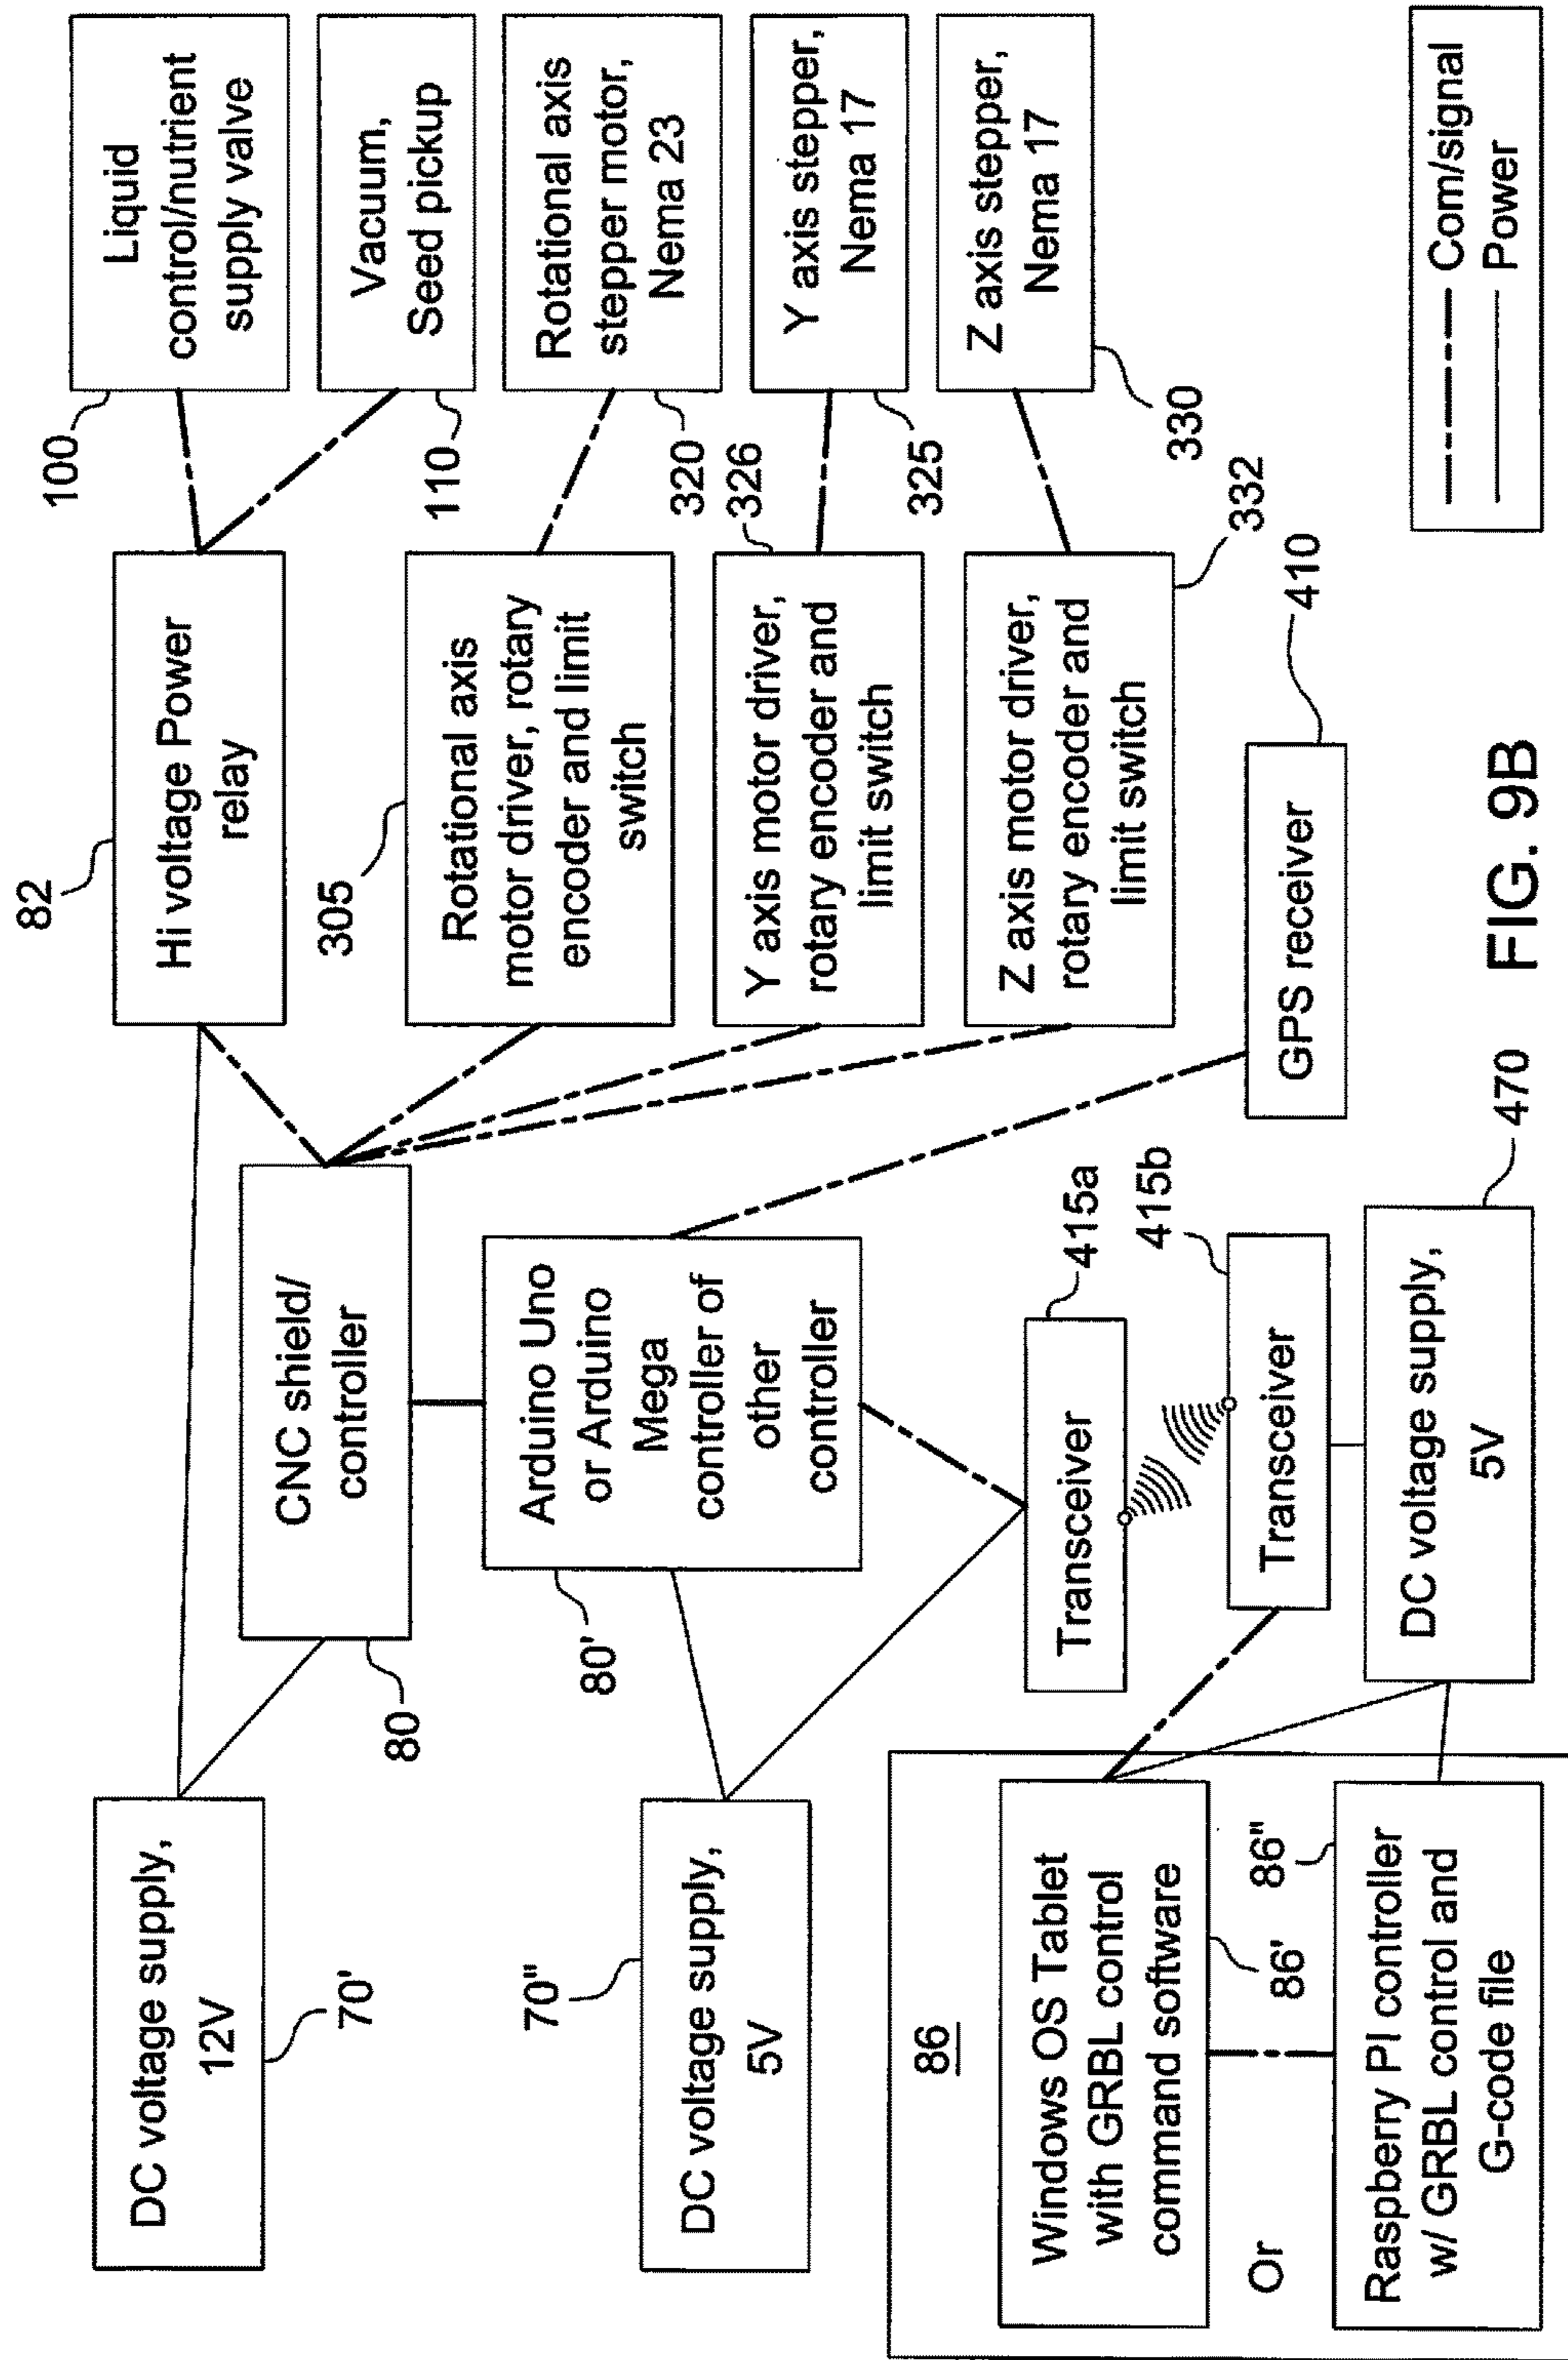 DC voltage supply,
12V
70'
DC voltage supply,
5V
70"
86
Windows OS Tablet
with GRBL control
command software
86'
Or
Raspberry PI controller
w/ GRBL control and
G-code file
86"
CNC shield/
controller
80
Arduino Uno
or Arduino
Mega
controller of
other
controller
80'
Transceiver
415a
Transceiver
415b
DC voltage supply,
5V
470
82
Hi voltage Power
relay
305
Rotational axis
motor driver, rotary
encoder and limit
switch
326
Y axis motor driver,
rotary encoder and
limit switch
Z axis motor driver,
rotary encoder and
limit switch
332
GPS receiver
410
100
Liquid
control/nutrient
supply valve
110
Vacuum,
Seed pickup
320
Rotational axis
stepper motor,
Nema 23
325
Y axis stepper,
Nema 17
330
Z axis stepper,
Nema 17
Com/signal
Power
FIG. 9B